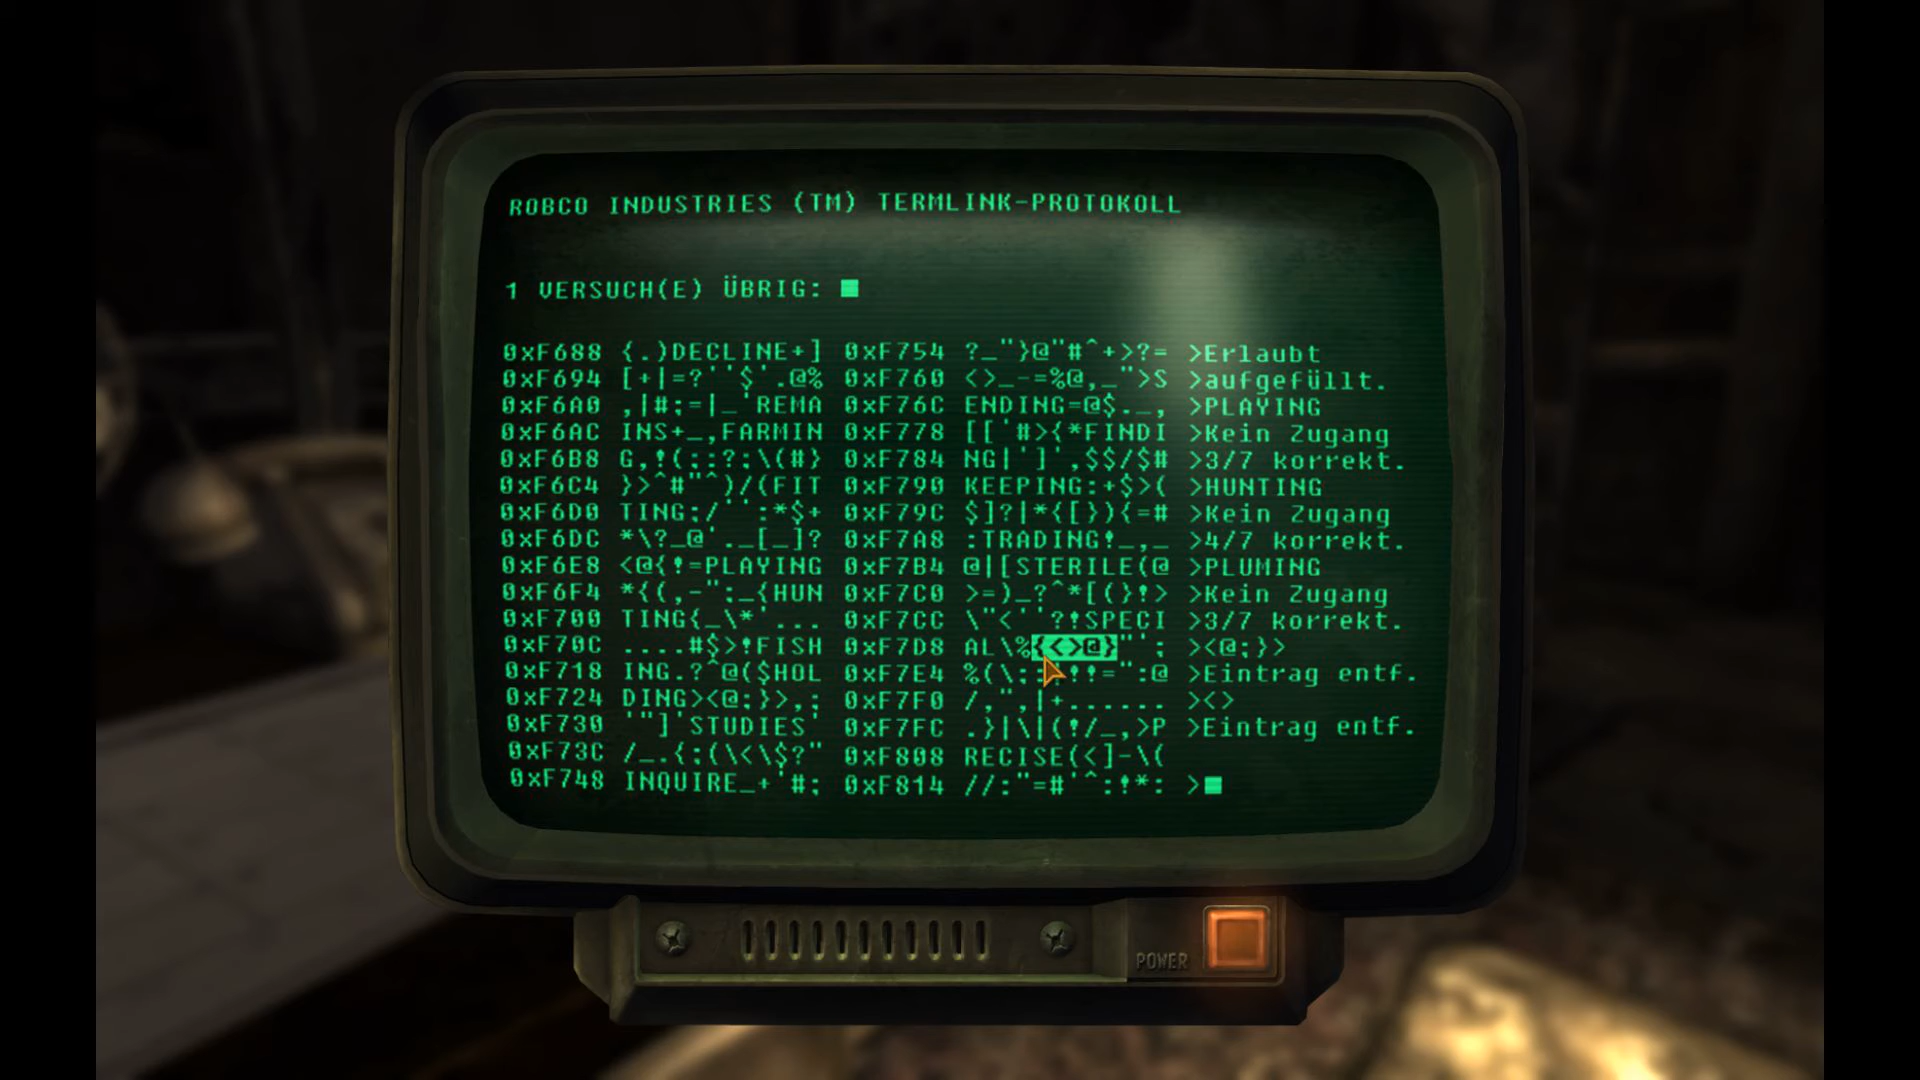 ROBCO INDUSTRIES (TM) TERMLINK-PROTOKOLL
1 VERSUCH(E) ÜBRIG:
0xF688 {.)DECLINE+] 0xF754 ?_"}@"#^+>?= >Erlaubt
0xF694 [+|=?''$'.@% 0xF760 <>_-=%@,_">S >aufgefüllt.
0xF6A0 ,|#;=|_'REMA 0xF76C ENDING=@$._, >PLAYING
0xF6AC INS+_,FARMIN 0xF778 [['#>{*FINDI >Kein Zugang
0xF6B8 G,!(;:?;\(#} 0xF784 NG|']',$$/$# >3/7 korrekt.
0xF6C4 }>^#"^)/(FIT 0xF790 KEEPING:+$>( >HUNTING
0xF6D0 TING;/'':*$+ 0xF79C $]?|*{[}){=# >Kein Zugang
0xF6DC *\?_@'._[_]? 0xF7A8 :TRADING!_,_ >4/7 korrekt.
0xF6E8 <@{!=PLAYING 0xF7B4 @|[STERILE(@ >PLUMING
0xF6F4 *{(,-";_{HUN 0xF7C0 >=)_?^*[(}!> >Kein Zugang
0xF700 TING{_\*'... 0xF7CC \"<''?!SPECI >3/7 korrekt.
0xF70C ....#$>!FISH 0xF7D8 AL\%{<>@}"'; ><@;}>
0xF718 ING.?^@($HOL 0xF7E4 %(\;:!!!=":@ >Eintrag entf.
0xF724 DING><@;}>,; 0xF7F0 /,",|+...... ><>
0xF730 '"]'STUDIES' 0xF7FC .}|\|(!/_,>P >Eintrag entf.
0xF73C /_.{;(\<\$?" 0xF808 RECISE(<]-\(
0xF748 INQUIRE_+'#; 0xF814 //:"=#'^:!*: >
POWER